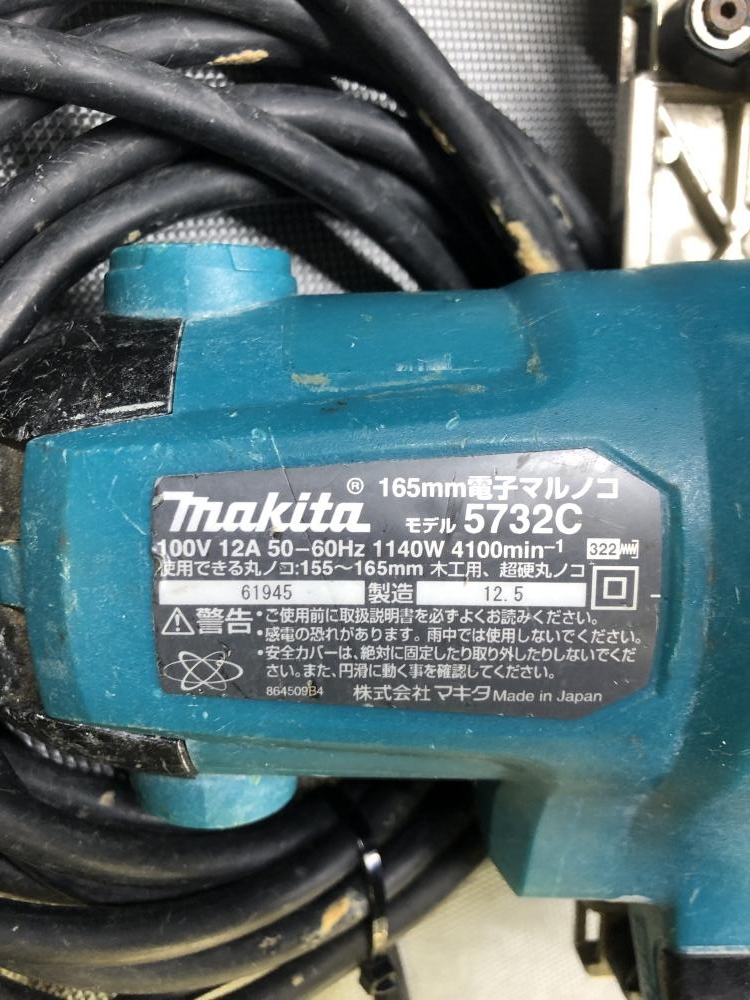 makita® 165mm電子マルノコ
モデル 5732C
100V 12A 50-60Hz 1140W 4100min⁻¹ 322
使用できる丸ノコ:155〜165mm 木工用、超硬丸ノコ
61945 製造 12.5
警告・ご使用前に取扱説明書を必ずよくお読みください。
・感電の恐れがあります。雨中では使用しないでください。
・安全カバーは、絶対に固定したり取り外したりしないでくだ
さい。また、円滑に動く事を確認してください。
864509B4 株式会社マキタ Made in Japan